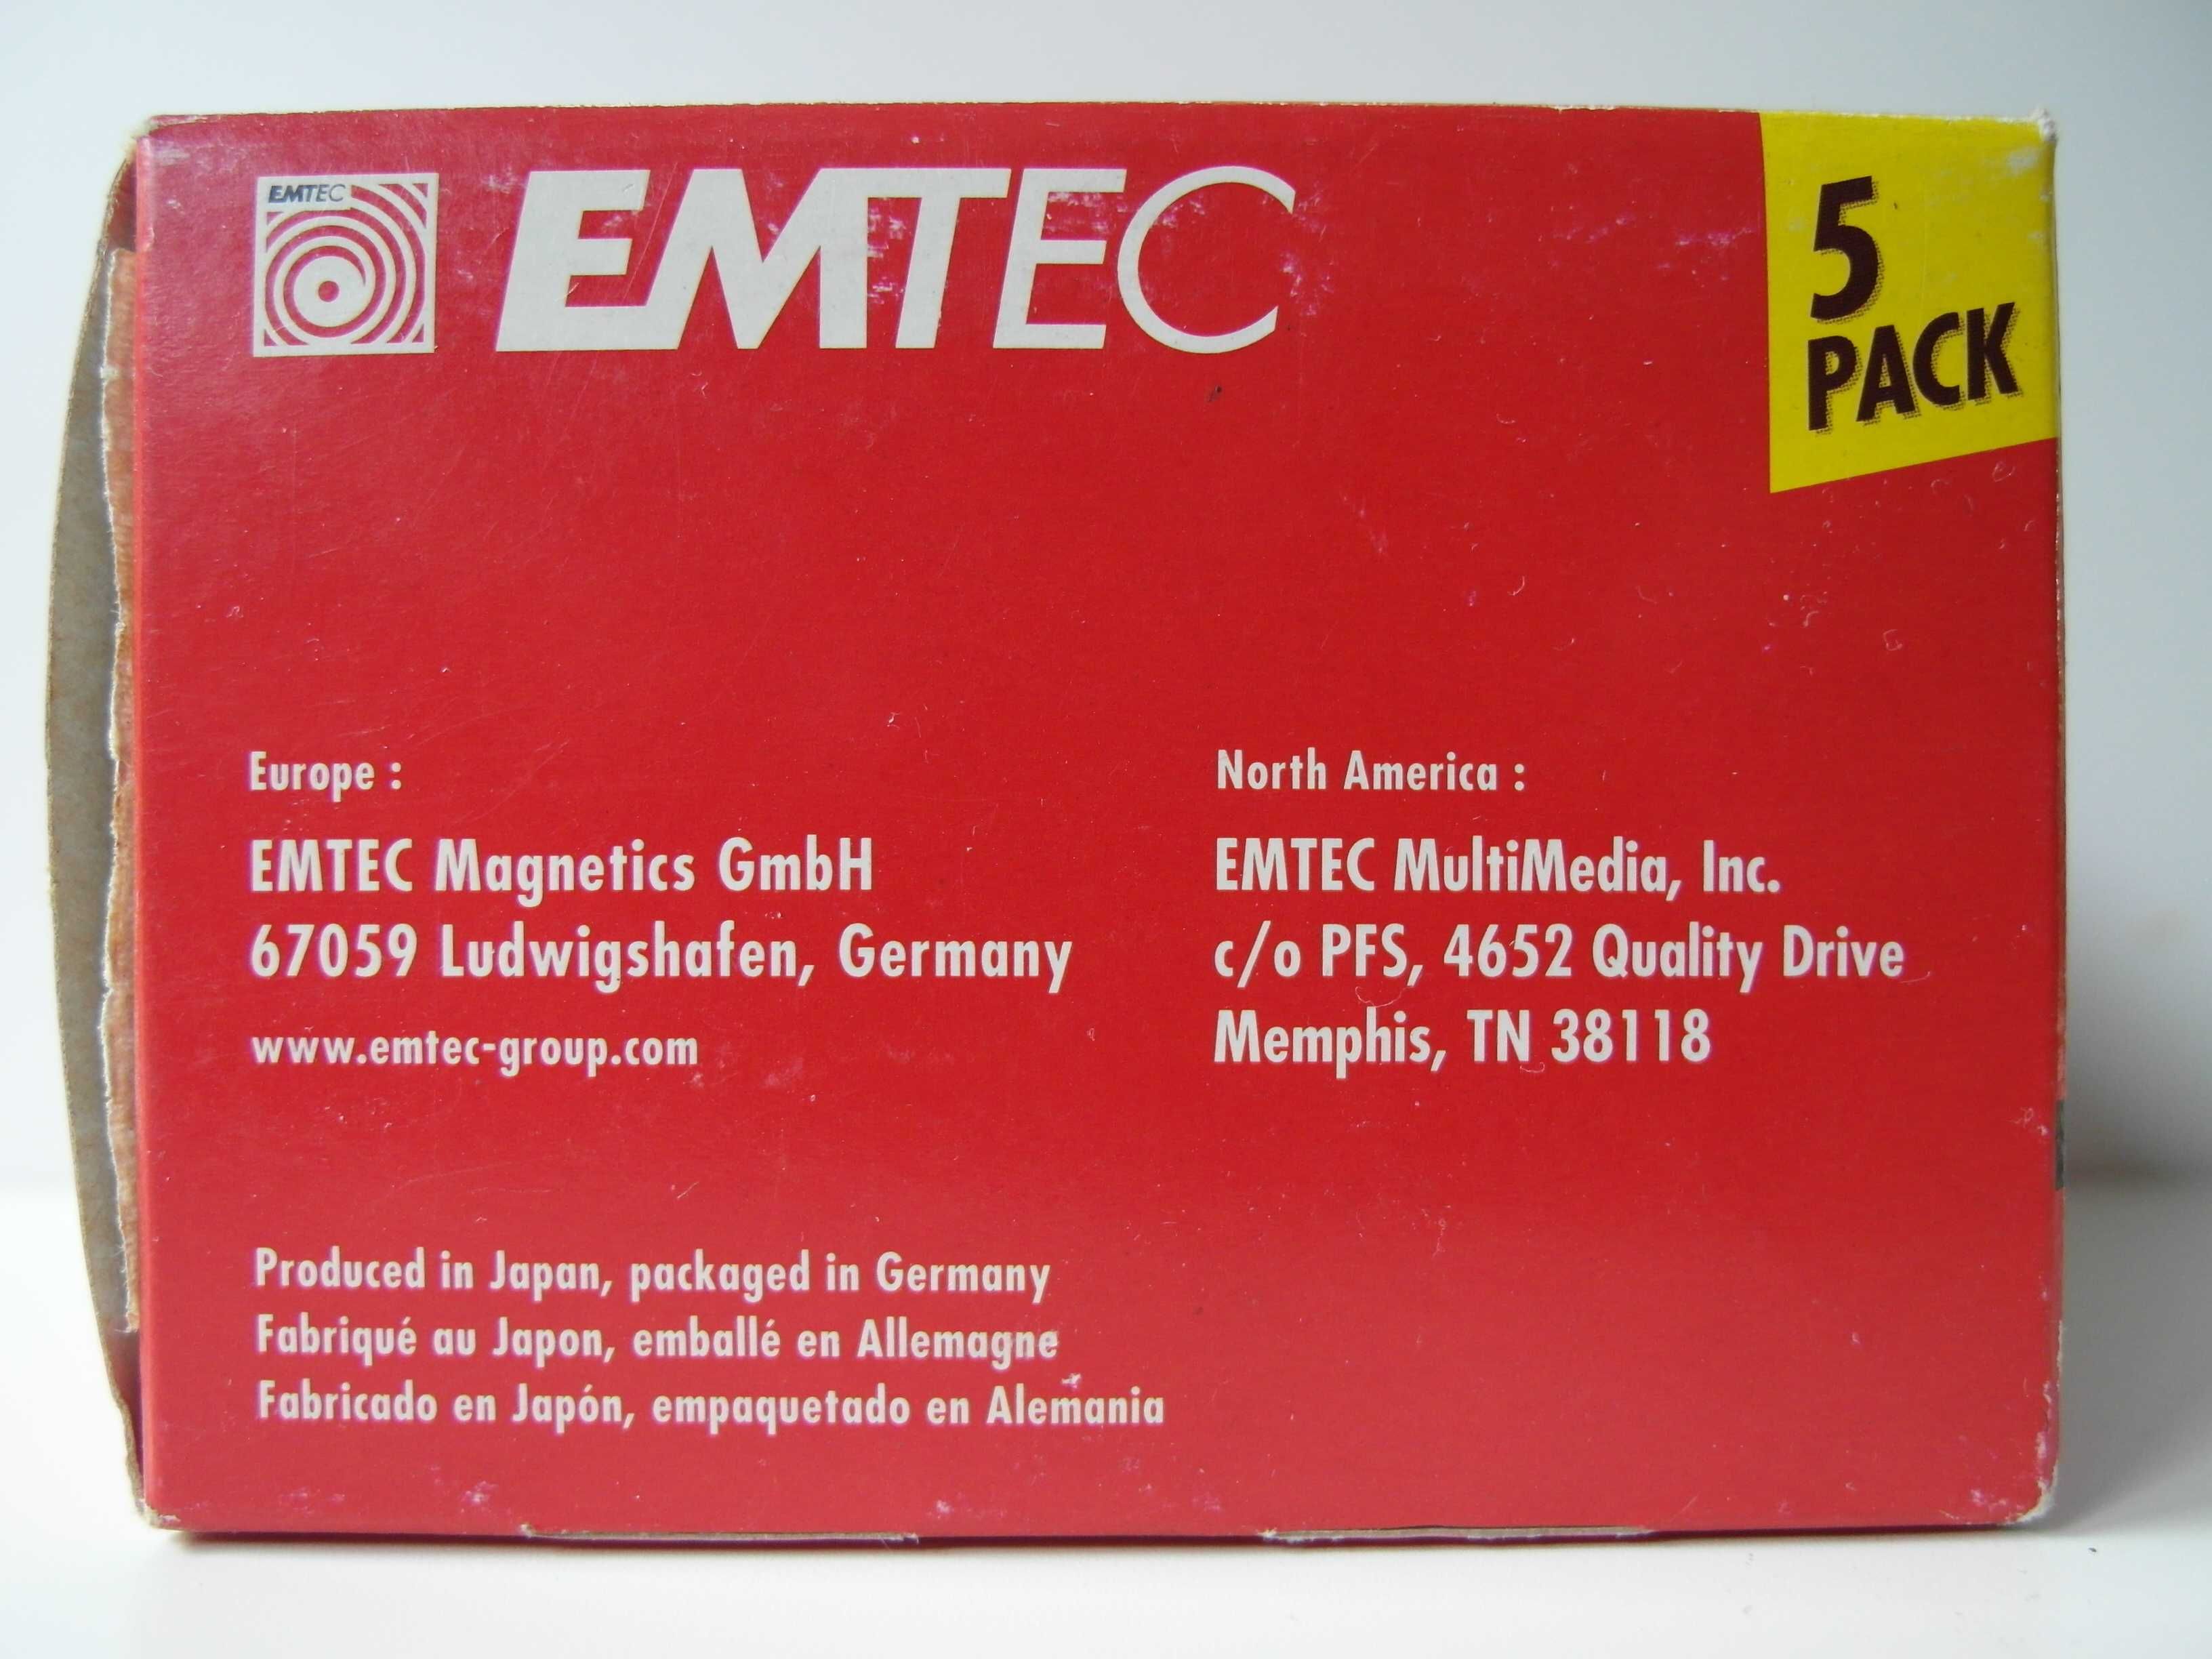 EMTEC
EMTEC
5
PACK
Europe :
EMTEC Magnetics GmbH
67059 Ludwigshafen, Germany
www.emtec-group.com
North America :
EMTEC MultiMedia, Inc.
c/o PFS, 4652 Quality Drive
Memphis, TN 38118
Produced in Japan, packaged in Germany
Fabriqué au Japon, emballé en Allemagne
Fabricado en Japón, empaquetado en Alemania